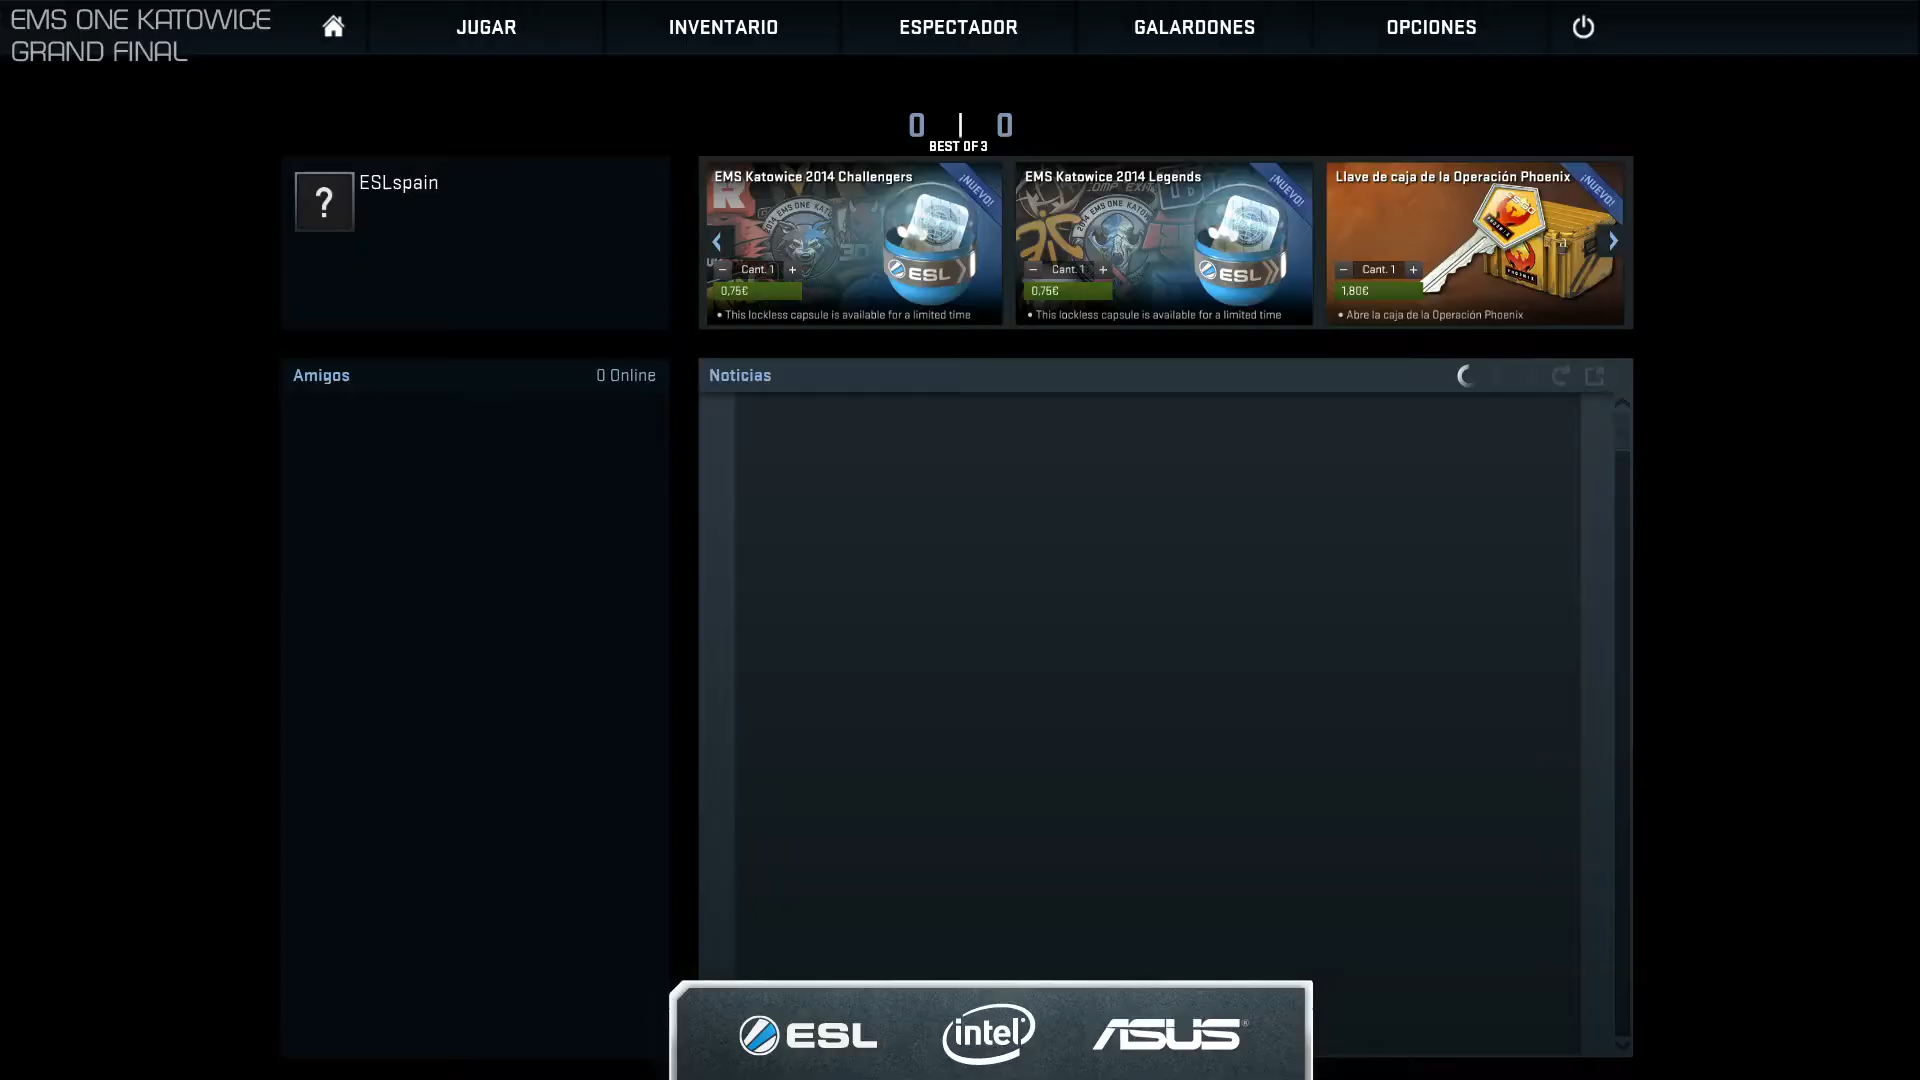 EMS ONE KATOWICE
GRAND FINAL
JUGAR
INVENTARIO
ESPECTADOR
GALARDONES
OPCIONES
0 | 0
BEST OF 3
?
ESLspain
EMS Katowice 2014 Challengers
¡NUEVO!
ESL
− Cant. 1 +
0,75€
• This lockless capsule is available for a limited time
EMS Katowice 2014 Legends
¡NUEVO!
ESL
− Cant. 1 +
0,75€
• This lockless capsule is available for a limited time
Llave de caja de la Operación Phoenix
¡NUEVO!
PHOENIX
− Cant. 1 +
1,80€
• Abre la caja de la Operación Phoenix
Amigos
0 Online
Noticias
ESL
intel
ASUS